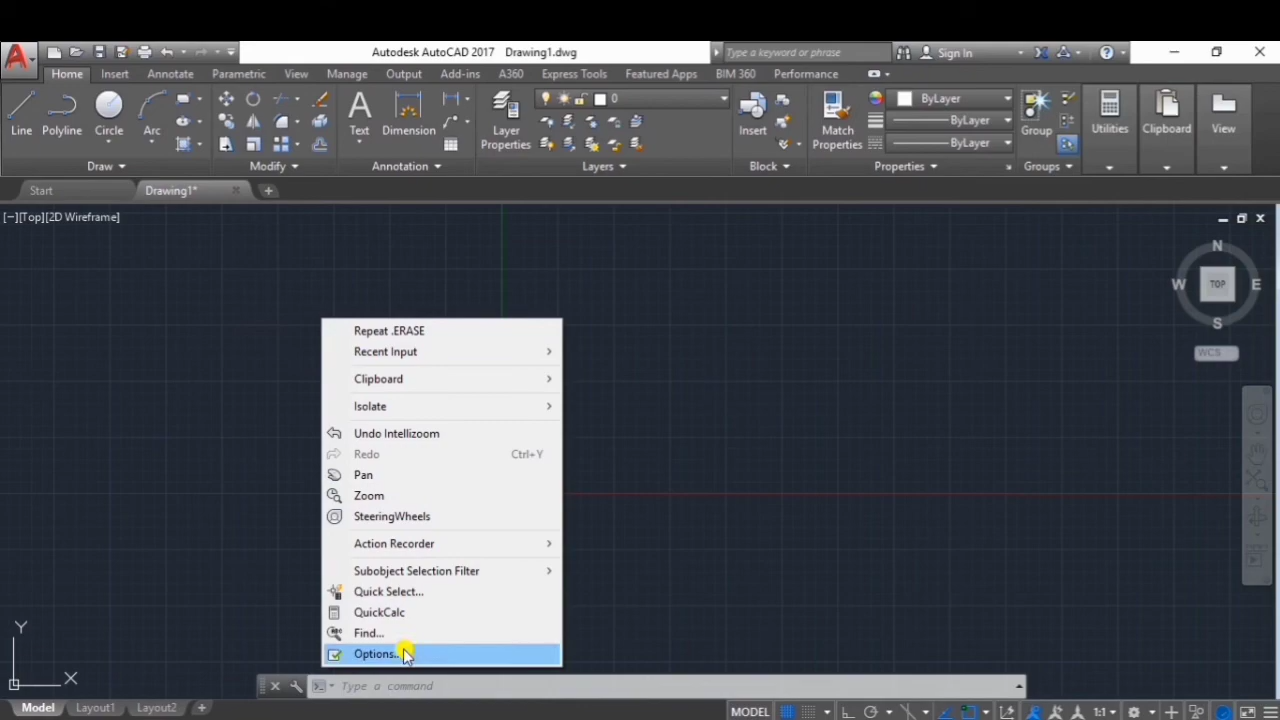 Autodesk AutoCAD 2017 Drawing1.dwg
Type a keyword or phrase
Sign In
Home Insert Annotate Parametric View Manage Output Add-ins A360 Express Tools Featured Apps BIM 360 Performance
0
ByLayer
ByLayer
ByLayer
Line Polyline Circle Arc
Text Dimension
Layer Properties
Insert
Match Properties
Group
Utilities
Clipboard
View
Draw Modify Annotation Layers Block Properties Groups
Start Drawing1*
[−][Top][2D Wireframe]
N
W TOP E
S
WCS
Repeat .ERASE
Recent Input
Clipboard
Isolate
Undo Intellizoom
Redo Ctrl+Y
Pan
Zoom
SteeringWheels
Action Recorder
Subobject Selection Filter
Quick Select...
QuickCalc
Find...
Options...
Y
X
Type a command
Model Layout1 Layout2
MODEL 1:1